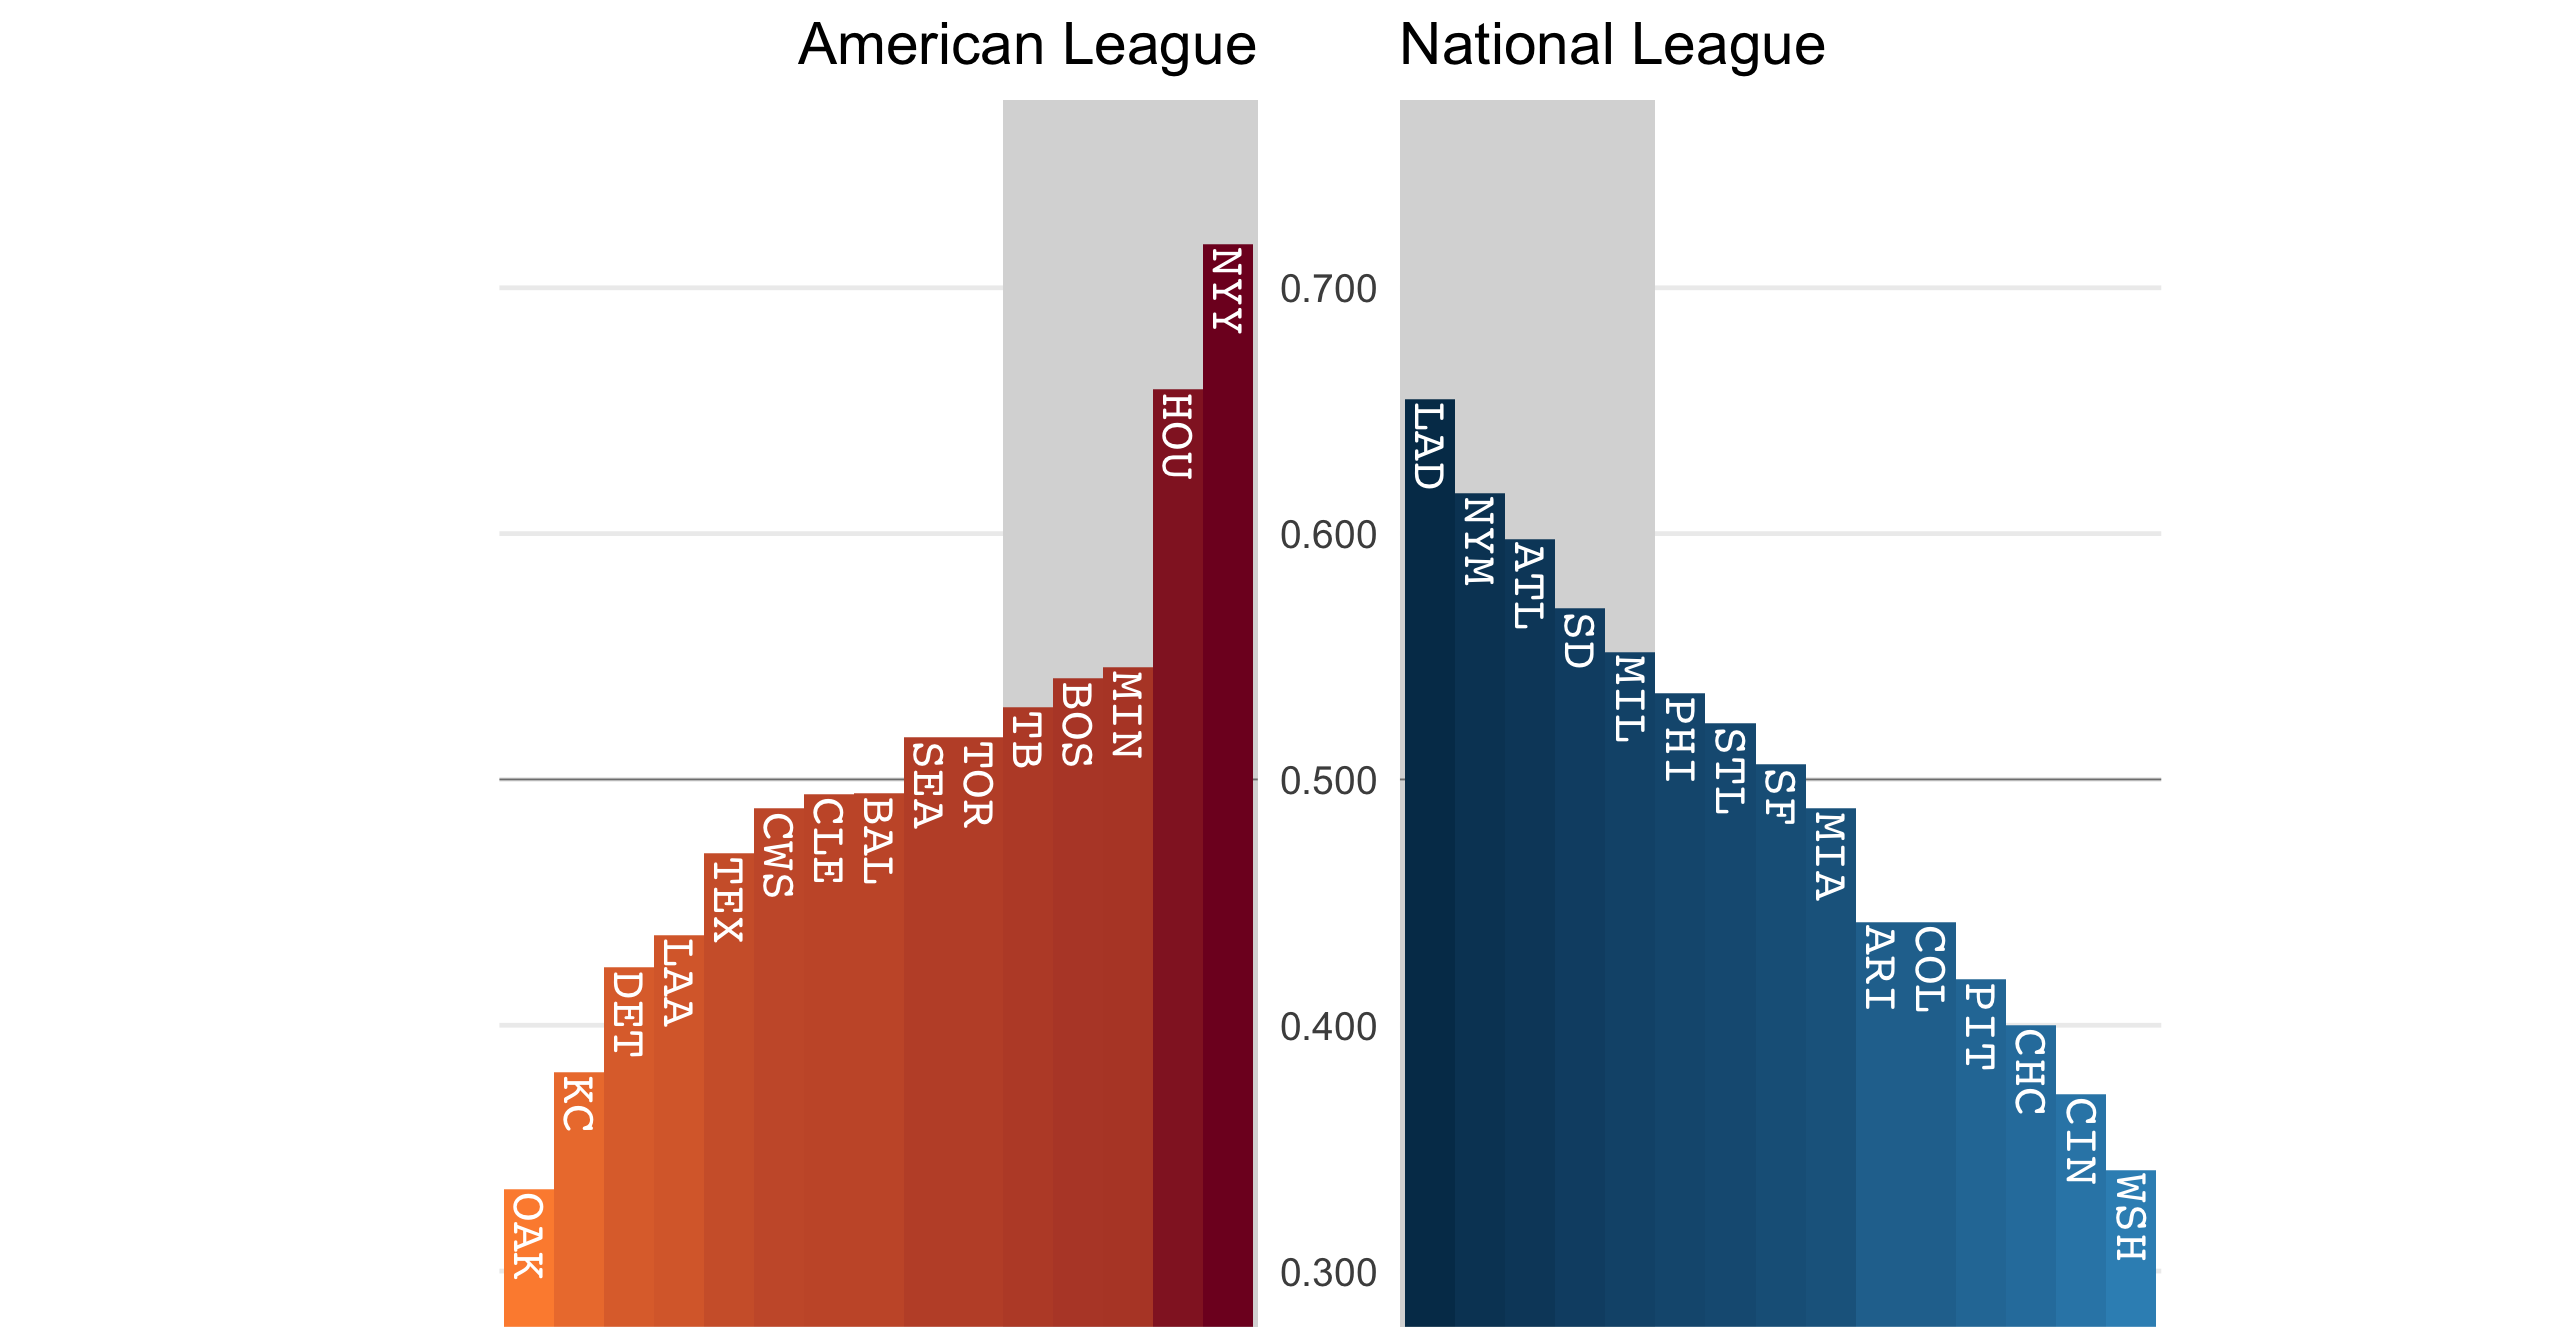 American League
National League
0.700
0.600
0.500
0.400
0.300
OAK
KC
DET
LAA
TEX
CWS
CLE
BAL
SEA
TOR
TB
BOS
MIN
HOU
NYY
LAD
NYM
ATL
SD
MIL
PHI
STL
SF
MIA
ARI
COL
PIT
CHC
CIN
WSH